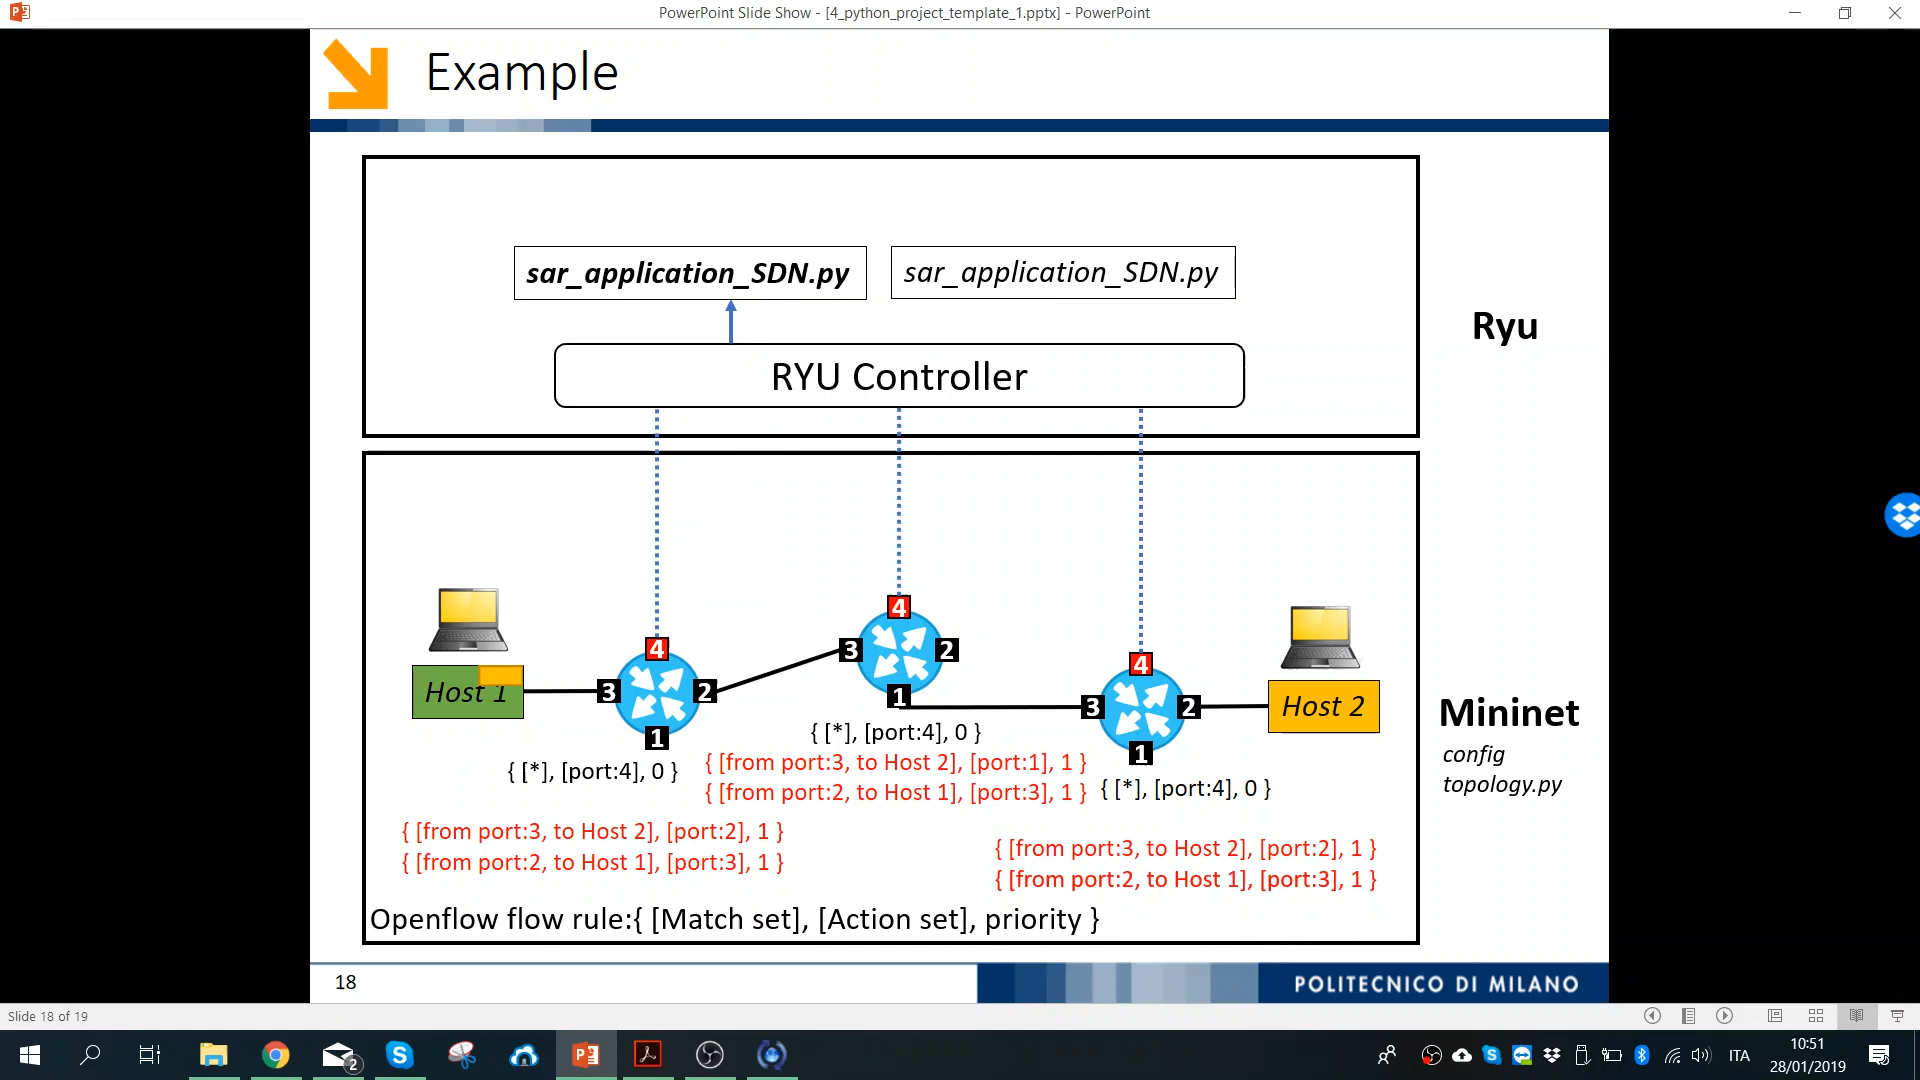 PowerPoint Slide Show - [4_python_project_template_1.pptx] - PowerPoint
Example
sar_application_SDN.py
sar_application_SDN.py
Ryu
RYU Controller
4
4
4
3
2
Host 1
3
2
1
3
2
Host 2
1
1
Mininet
config
topology.py
{ [*], [port:4], 0 }
{ [from port:3, to Host 2], [port:1], 1 }
{ [from port:2, to Host 1], [port:3], 1 }
{ [*], [port:4], 0 }
{ [*], [port:4], 0 }
{ [from port:3, to Host 2], [port:2], 1 }
{ [from port:2, to Host 1], [port:3], 1 }
{ [from port:3, to Host 2], [port:2], 1 }
{ [from port:2, to Host 1], [port:3], 1 }
Openflow flow rule:{ [Match set], [Action set], priority }
18
POLITECNICO DI MILANO
Slide 18 of 19
2
ITA
10:51
28/01/2019